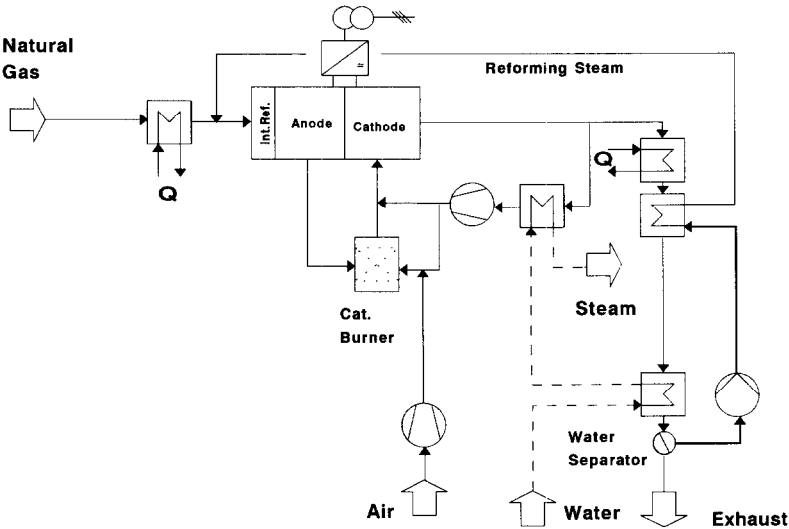 Natural
Gas
Reforming Steam
Int.Ref.
Anode
Cathode
Q
Q
Steam
Cat.
Burner
Water
Separator
Air
Water
Exhaust